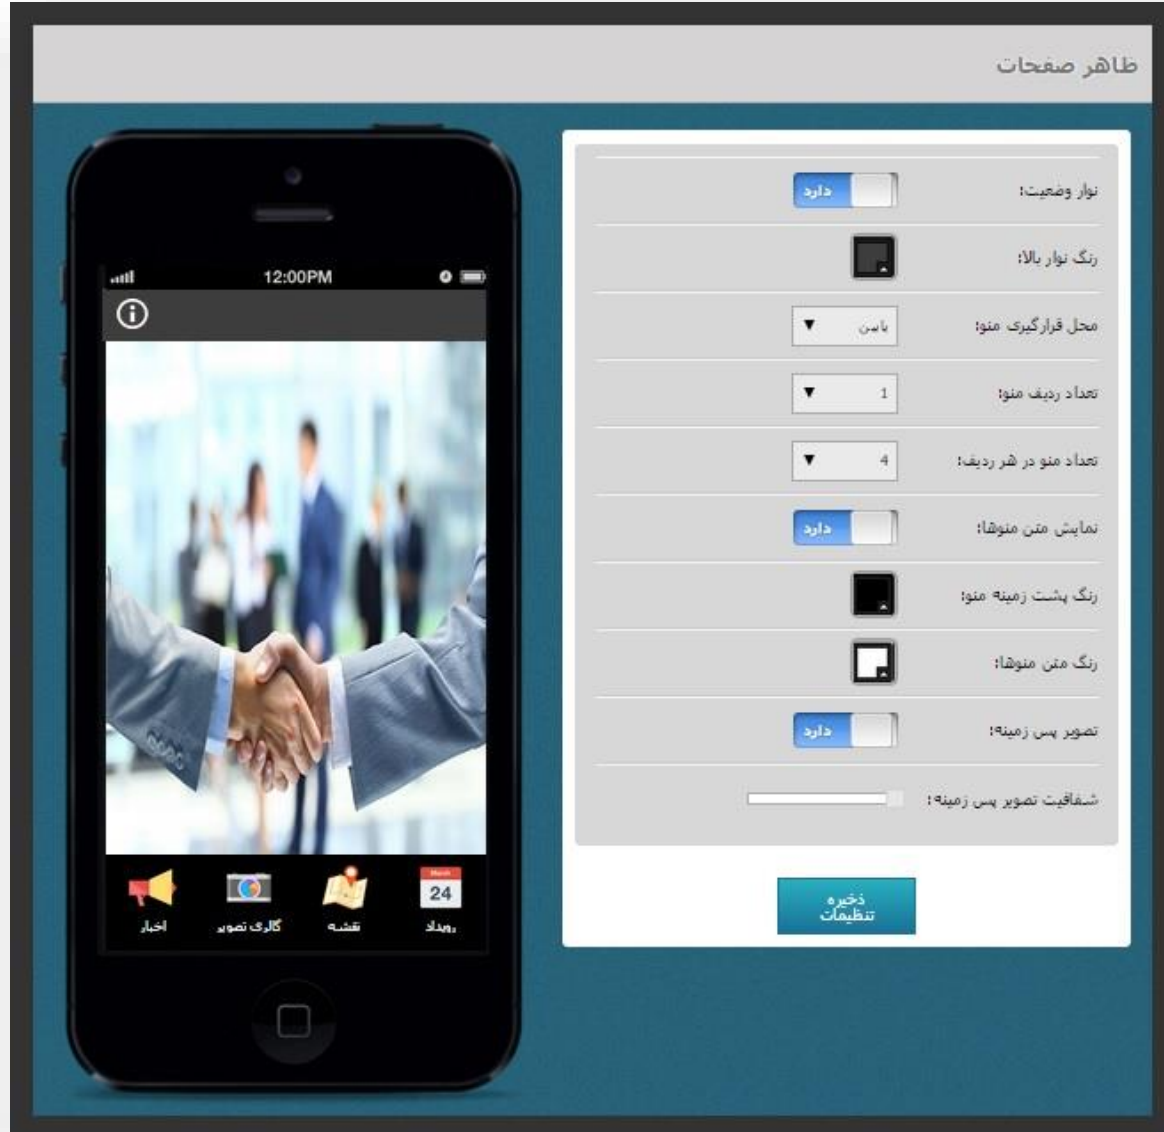 ظاهر صفحات
نوار وضعیت:
دارد
رنگ نوار بالا:
محل قرارگیری منو:
پایین
تعداد ردیف منو:
1
تعداد منو در هر ردیف:
4
نمایش متن منوها:
دارد
رنگ پشت زمینه منو:
رنگ متن منوها:
تصویر پس زمینه:
دارد
شفافیت تصویر پس زمینه:
ذخیره
تنظیمات
12:00PM
March
24
رویداد
نقشه
گالری تصویر
اخبار